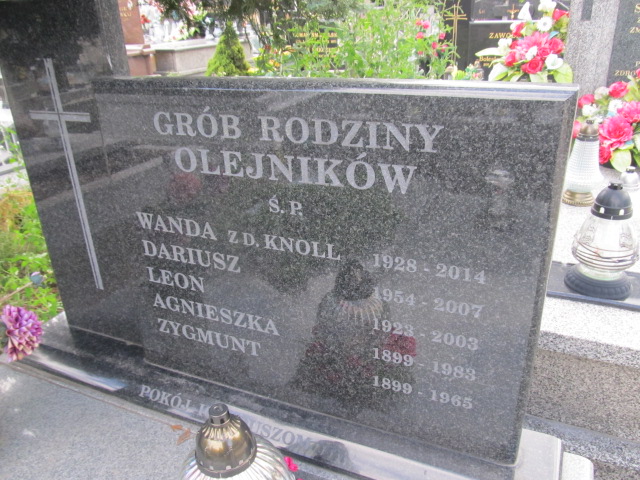 GRÓB RODZINY
OLEJNIKÓW
Ś.P.
WANDA Z D. KNOLL 1928 - 2014
DARIUSZ 1954 - 2007
LEON 1923 - 2003
AGNIESZKA 1899 - 1983
ZYGMUNT 1899 - 1965
POKÓJ